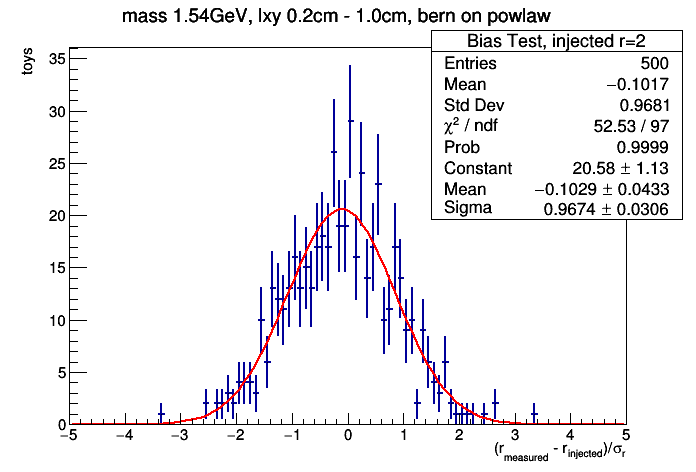 mass 1.54GeV, lxy 0.2cm - 1.0cm, bern on powlaw
Bias Test, injected r=2
Entries 500
Mean −0.1017
Std Dev 0.9681
χ² / ndf 52.53 / 97
Prob 0.9999
Constant 20.58 ± 1.13
Mean −0.1029 ± 0.0433
Sigma 0.9674 ± 0.0306
toys
35
30
25
20
15
10
5
0
−5 −4 −3 −2 −1 0 1 2 3 4 5
(r_measured - r_injected)/σ_r